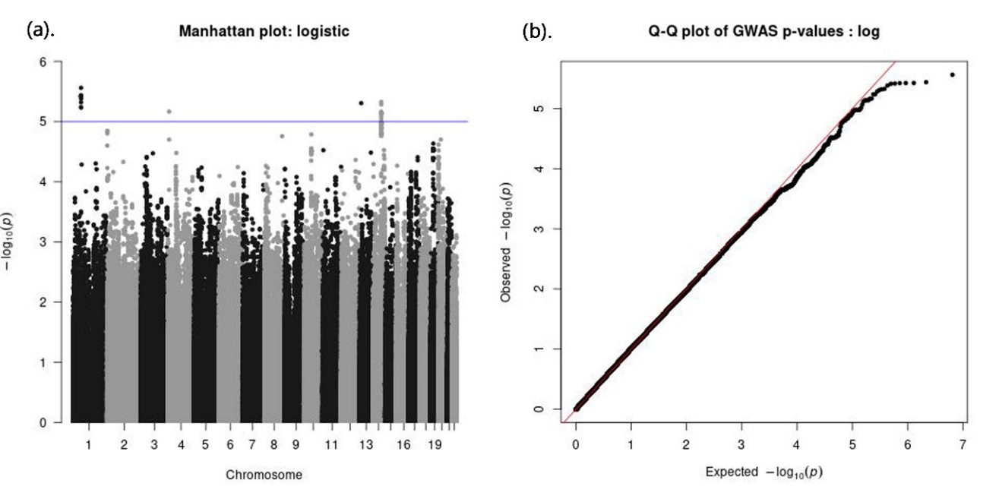 (a).
Manhattan plot: logistic
6
5
4
3
2
1
0
− log10(p)
1 2 3 4 5 6 7 8 9 11 13 16 19
Chromosome
(b).
Q-Q plot of GWAS p-values : log
5
4
3
2
1
0
Observed − log10(p)
0 1 2 3 4 5 6 7
Expected − log10(p)